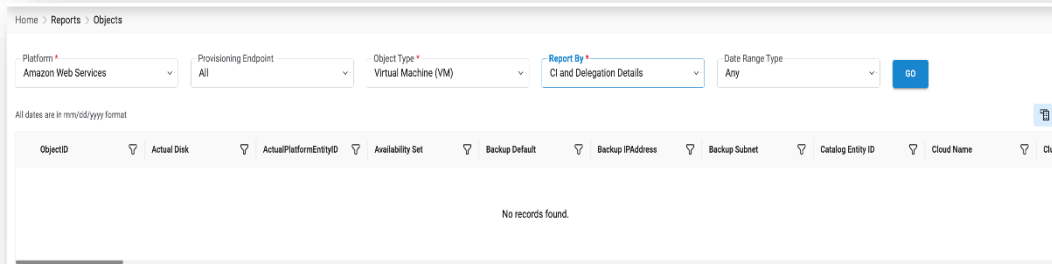 Home > Reports > Objects
Platform * Provisioning Endpoint Object Type * Report By * Date Range Type
Amazon Web Services All Virtual Machine (VM) CI and Delegation Details Any GO
All dates are in mm/dd/yyyy format
ObjectID Actual Disk ActualPlatformEntityID Availability Set Backup Default Backup IPAddress Backup Subnet Catalog Entity ID Cloud Name Clu
No records found.